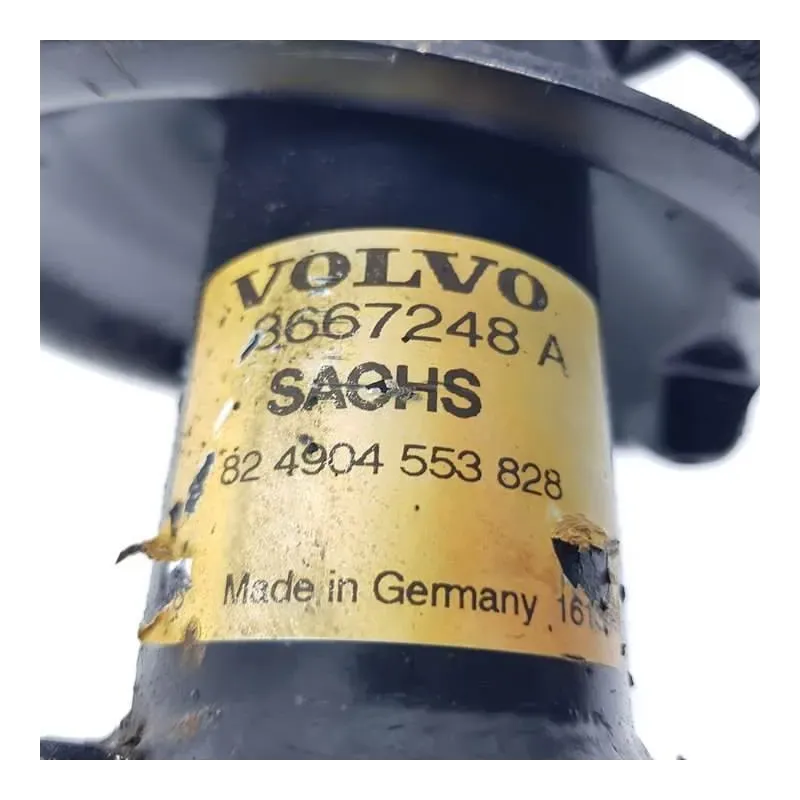 VOLVO
8667248 A
SACHS
82 4904 553 828
Made in Germany